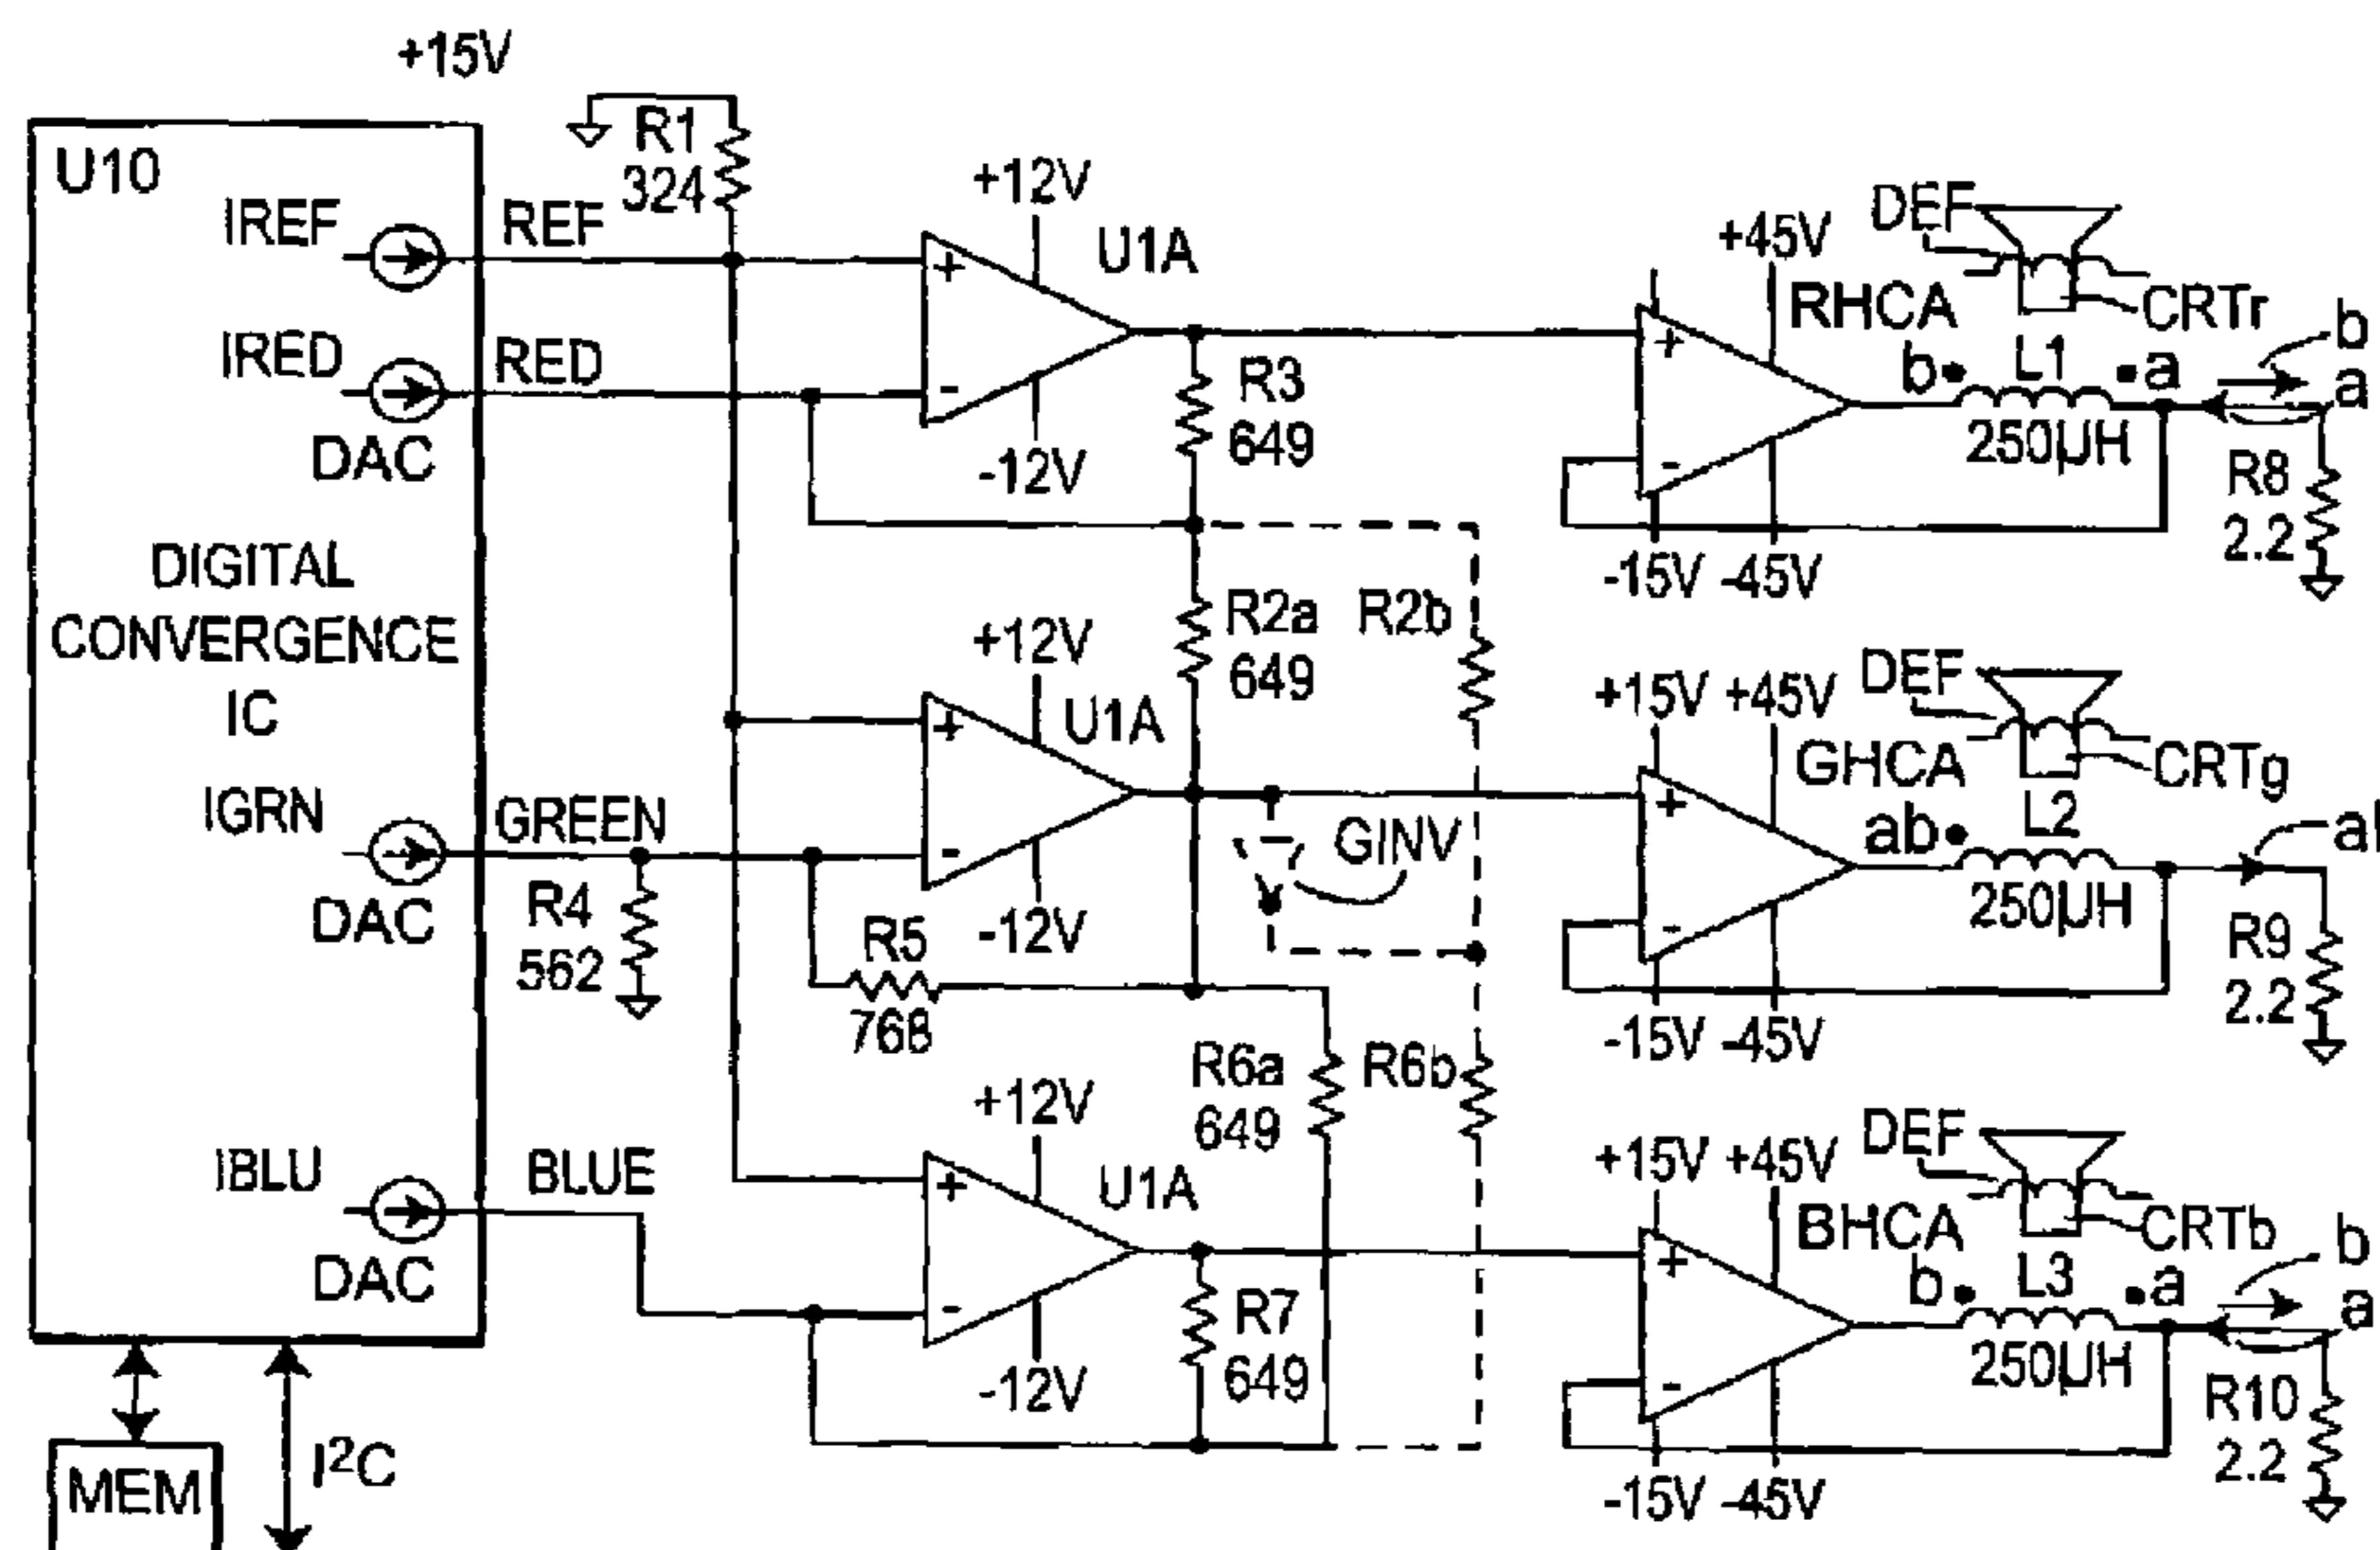 +15V
U10
IREF
REF
R1
324
+12V
U1A
-12V
IRED
RED
DAC
R3
649
+45V
RHCA
DEF
CRTr
b
L1
a
250µH
b
a
R8
2.2
-15V -45V
DIGITAL
CONVERGENCE
IC
R2a
649
R2b
+12V
U1A
-12V
IGRN
GREEN
DAC
R4
562
R5
768
GINV
+15V +45V
GHCA
DEF
CRTg
ab
L2
250µH
R9
2.2
-15V -45V
R6a
649
R6b
IBLU
BLUE
DAC
+12V
U1A
-12V
R7
649
+15V +45V
BHCA
DEF
CRTb
b
L3
a
250µH
b
a
R10
2.2
-15V -45V
MEM
I²C